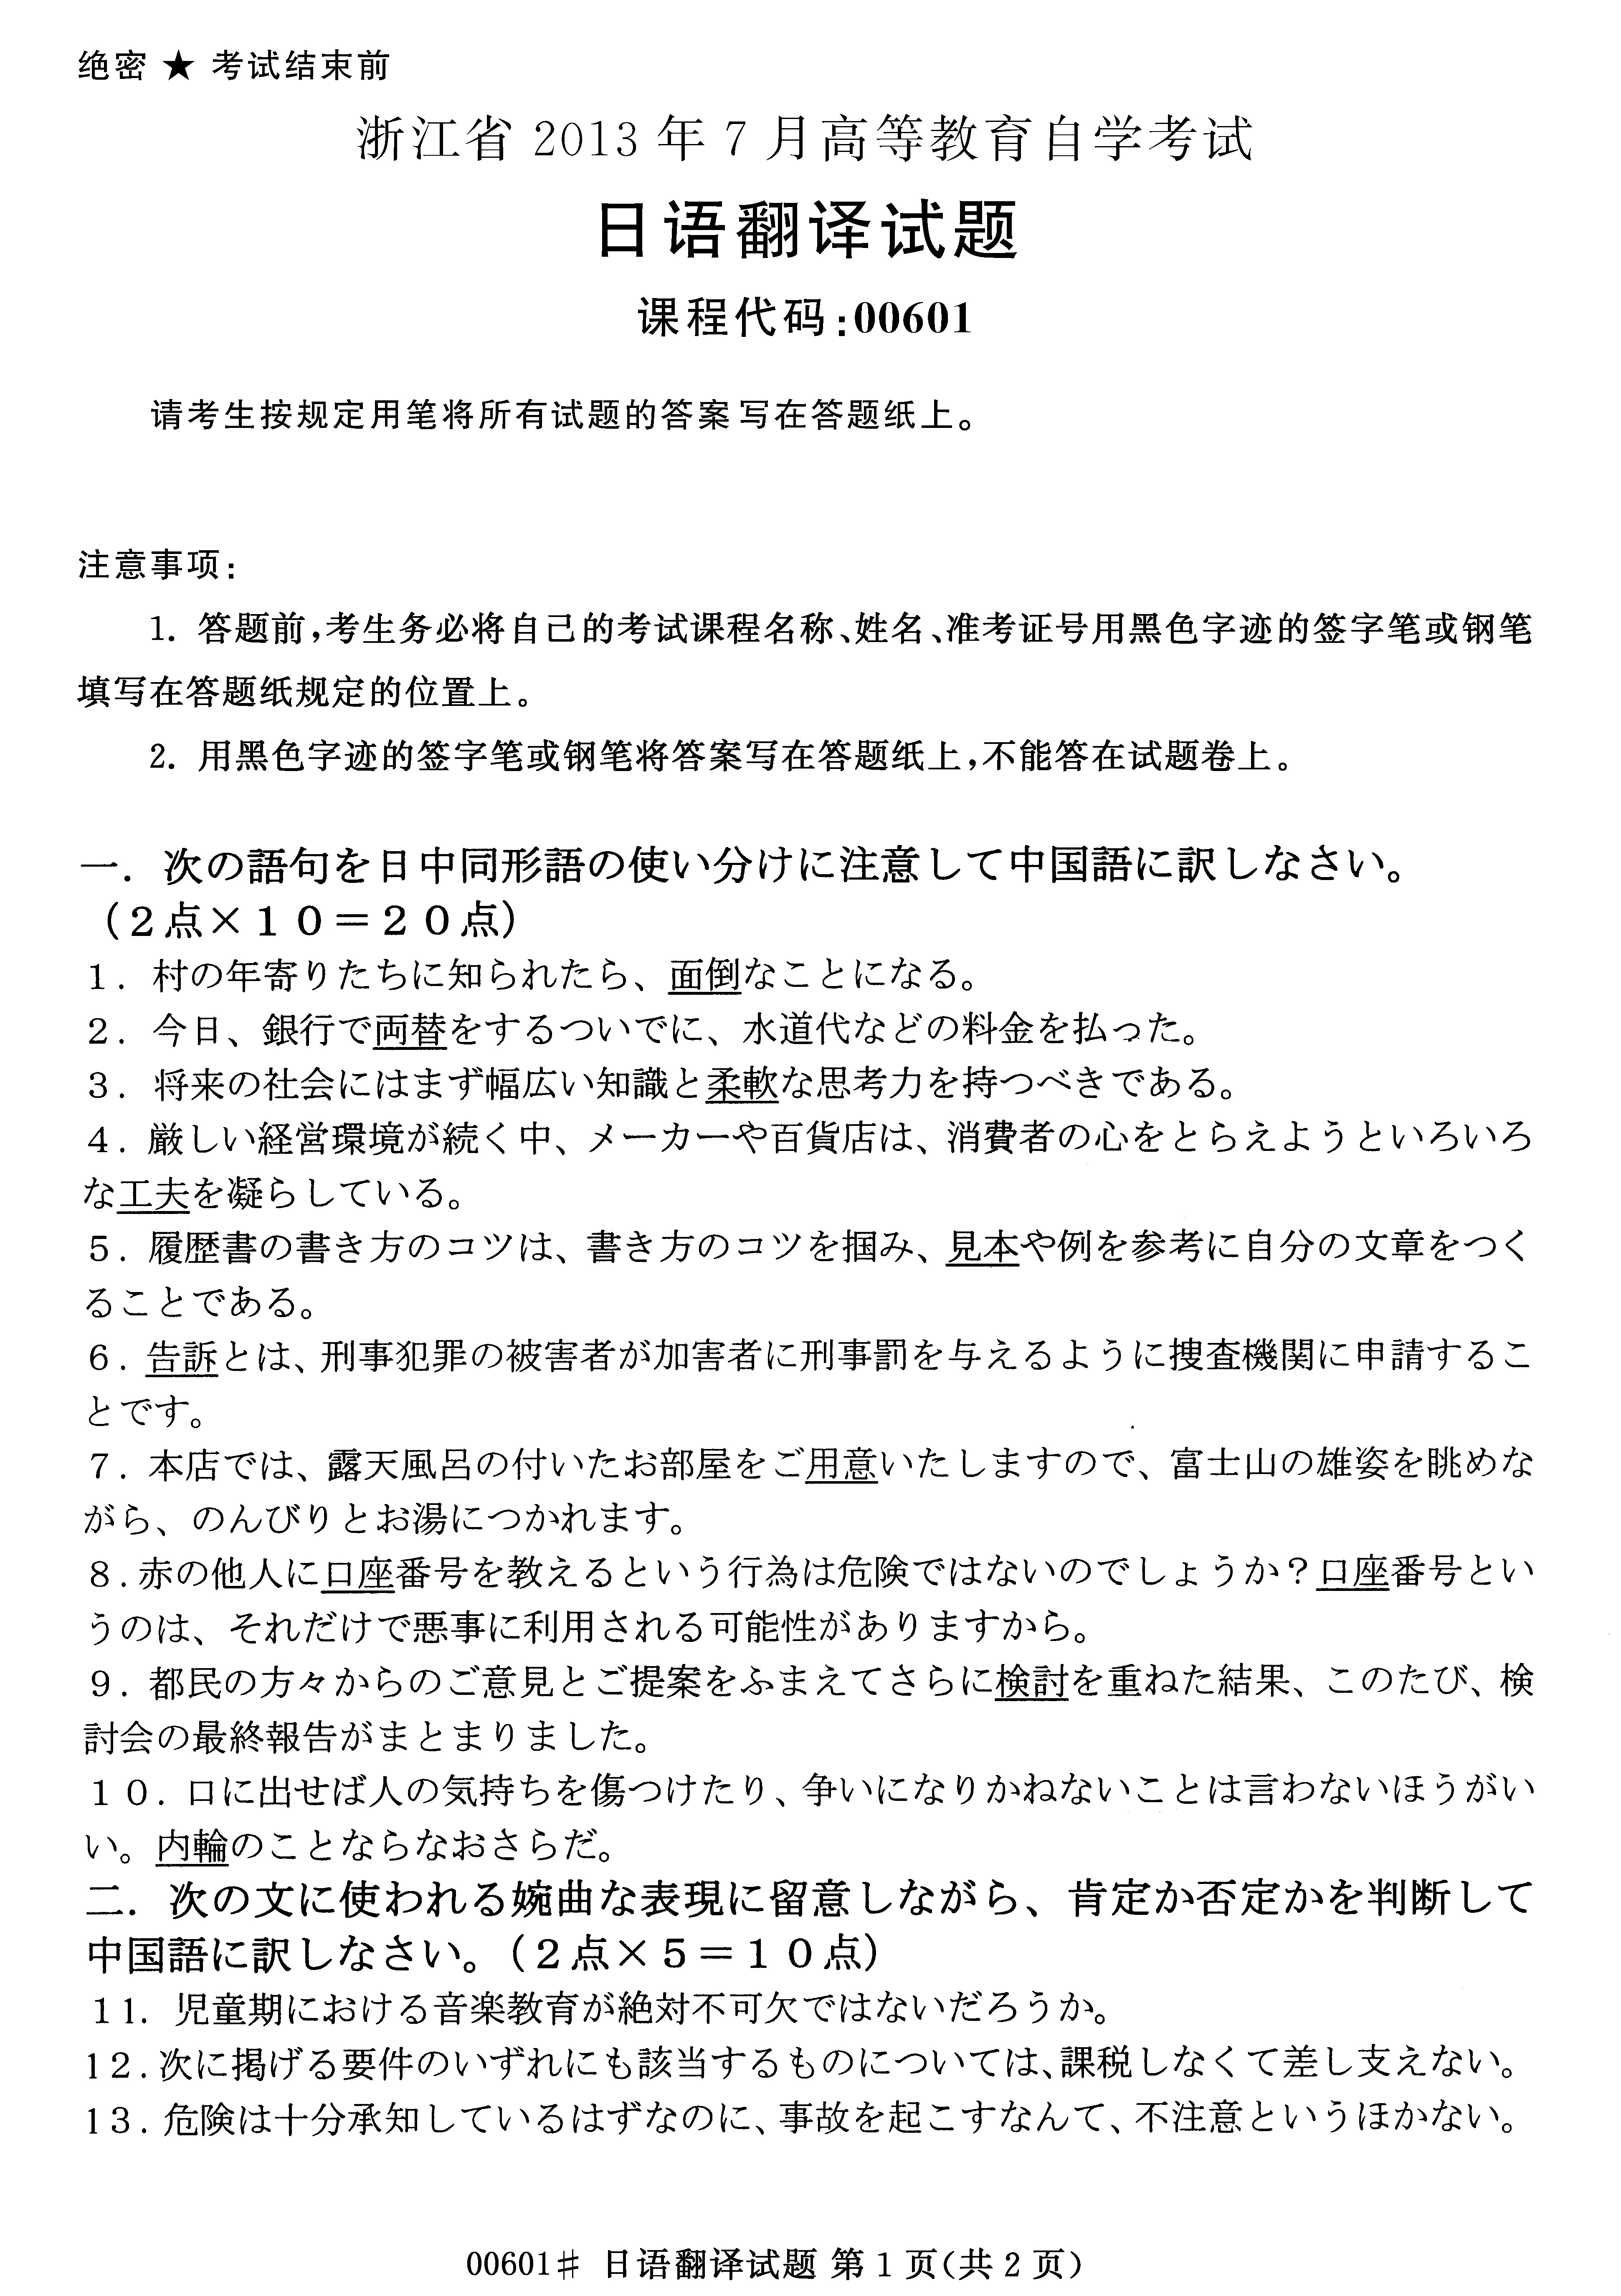 绝密 ★ 考试结束前
浙江省 2013 年 7 月高等教育自学考试
日语翻译试题
课程代码:00601
请考生按规定用笔将所有试题的答案写在答题纸上。
注意事项:
1. 答题前,考生务必将自己的考试课程名称、姓名、准考证号用黑色字迹的签字笔或钢笔
填写在答题纸规定的位置上。
2. 用黑色字迹的签字笔或钢笔将答案写在答题纸上,不能答在试题卷上。
一．次の語句を日中同形語の使い分けに注意して中国語に訳しなさい。
（２点×１０＝２０点）
１．村の年寄りたちに知られたら、面倒なことになる。
２．今日、銀行で両替をするついでに、水道代などの料金を払った。
３．将来の社会にはまず幅広い知識と柔軟な思考力を持つべきである。
４．厳しい経営環境が続く中、メーカーや百貨店は、消費者の心をとらえようといろいろ
な工夫を凝らしている。
５．履歴書の書き方のコツは、書き方のコツを掴み、見本や例を参考に自分の文章をつく
ることである。
６．告訴とは、刑事犯罪の被害者が加害者に刑事罰を与えるように捜査機関に申請するこ
とです。
７．本店では、露天風呂の付いたお部屋をご用意いたしますので、富士山の雄姿を眺めな
がら、のんびりとお湯につかれます。
８.赤の他人に口座番号を教えるという行為は危険ではないのでしょうか？口座番号とい
うのは、それだけで悪事に利用される可能性がありますから。
９．都民の方々からのご意見とご提案をふまえてさらに検討を重ねた結果、このたび、検
討会の最終報告がまとまりました。
１０．口に出せば人の気持ちを傷つけたり、争いになりかねないことは言わないほうがい
い。内輪のことならなおさらだ。
二．次の文に使われる婉曲な表現に留意しながら、肯定か否定かを判断して
中国語に訳しなさい。（２点×５＝１０点）
１１．児童期における音楽教育が絶対不可欠ではないだろうか。
１２.次に掲げる要件のいずれにも該当するものについては、課税しなくて差し支えない。
１３.危険は十分承知しているはずなのに、事故を起こすなんて、不注意というほかない。
00601# 日语翻译试题 第 1 页(共 2 页)